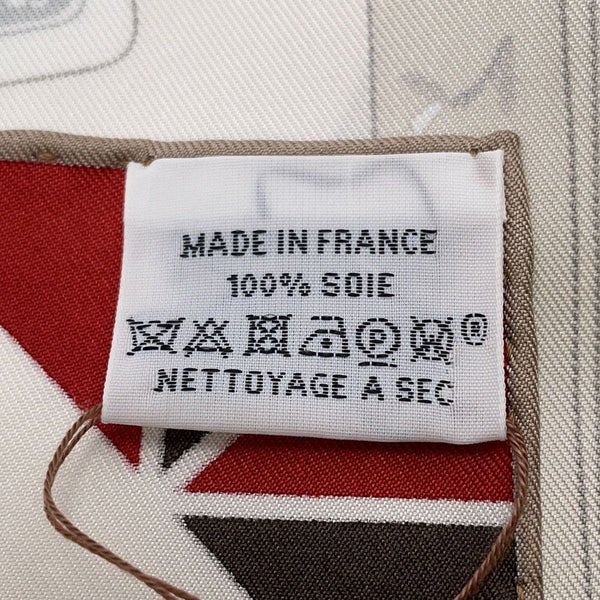 MADE IN FRANCE
100% SOIE
P W ®
NETTOYAGE A SEC